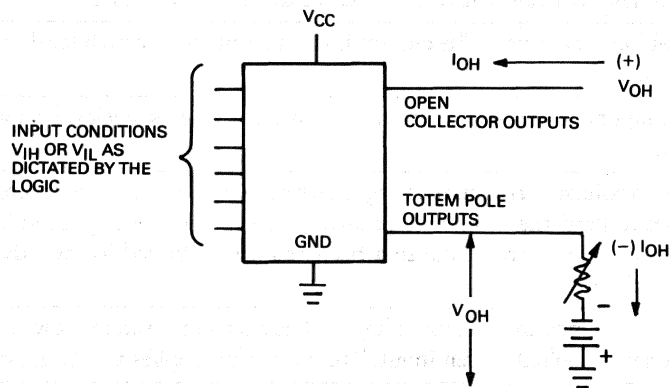 VCC
IOH (+)
VOH
OPEN
COLLECTOR OUTPUTS
INPUT CONDITIONS
VIH OR VIL AS
DICTATED BY THE
LOGIC
TOTEM POLE
OUTPUTS
GND
(-) IOH
VOH
-
+